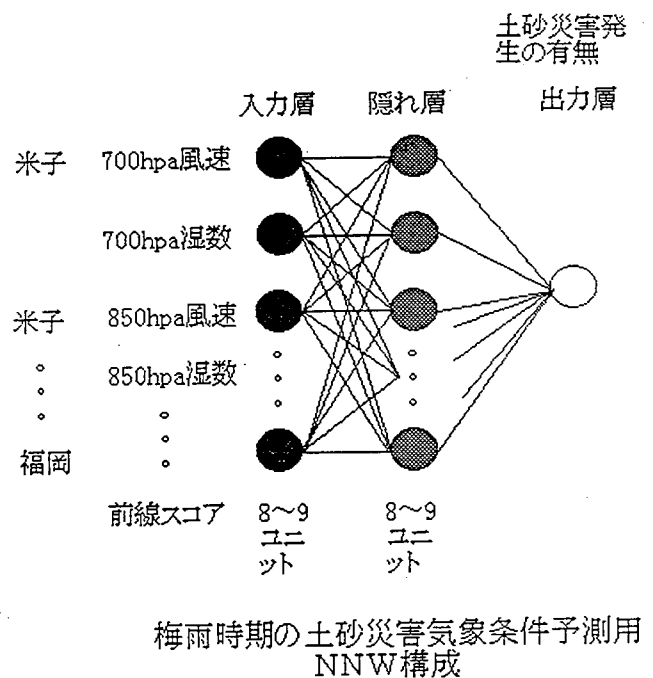 土砂災害発
生の有無
入力層 隠れ層 出力層
米子 700hpa風速
700hpa湿数
米子 850hpa風速
850hpa湿数
福岡
前線スコア 8～9 8～9
ユニ ユニ
ット ット
梅雨時期の土砂災害気象条件予測用
NNW構成